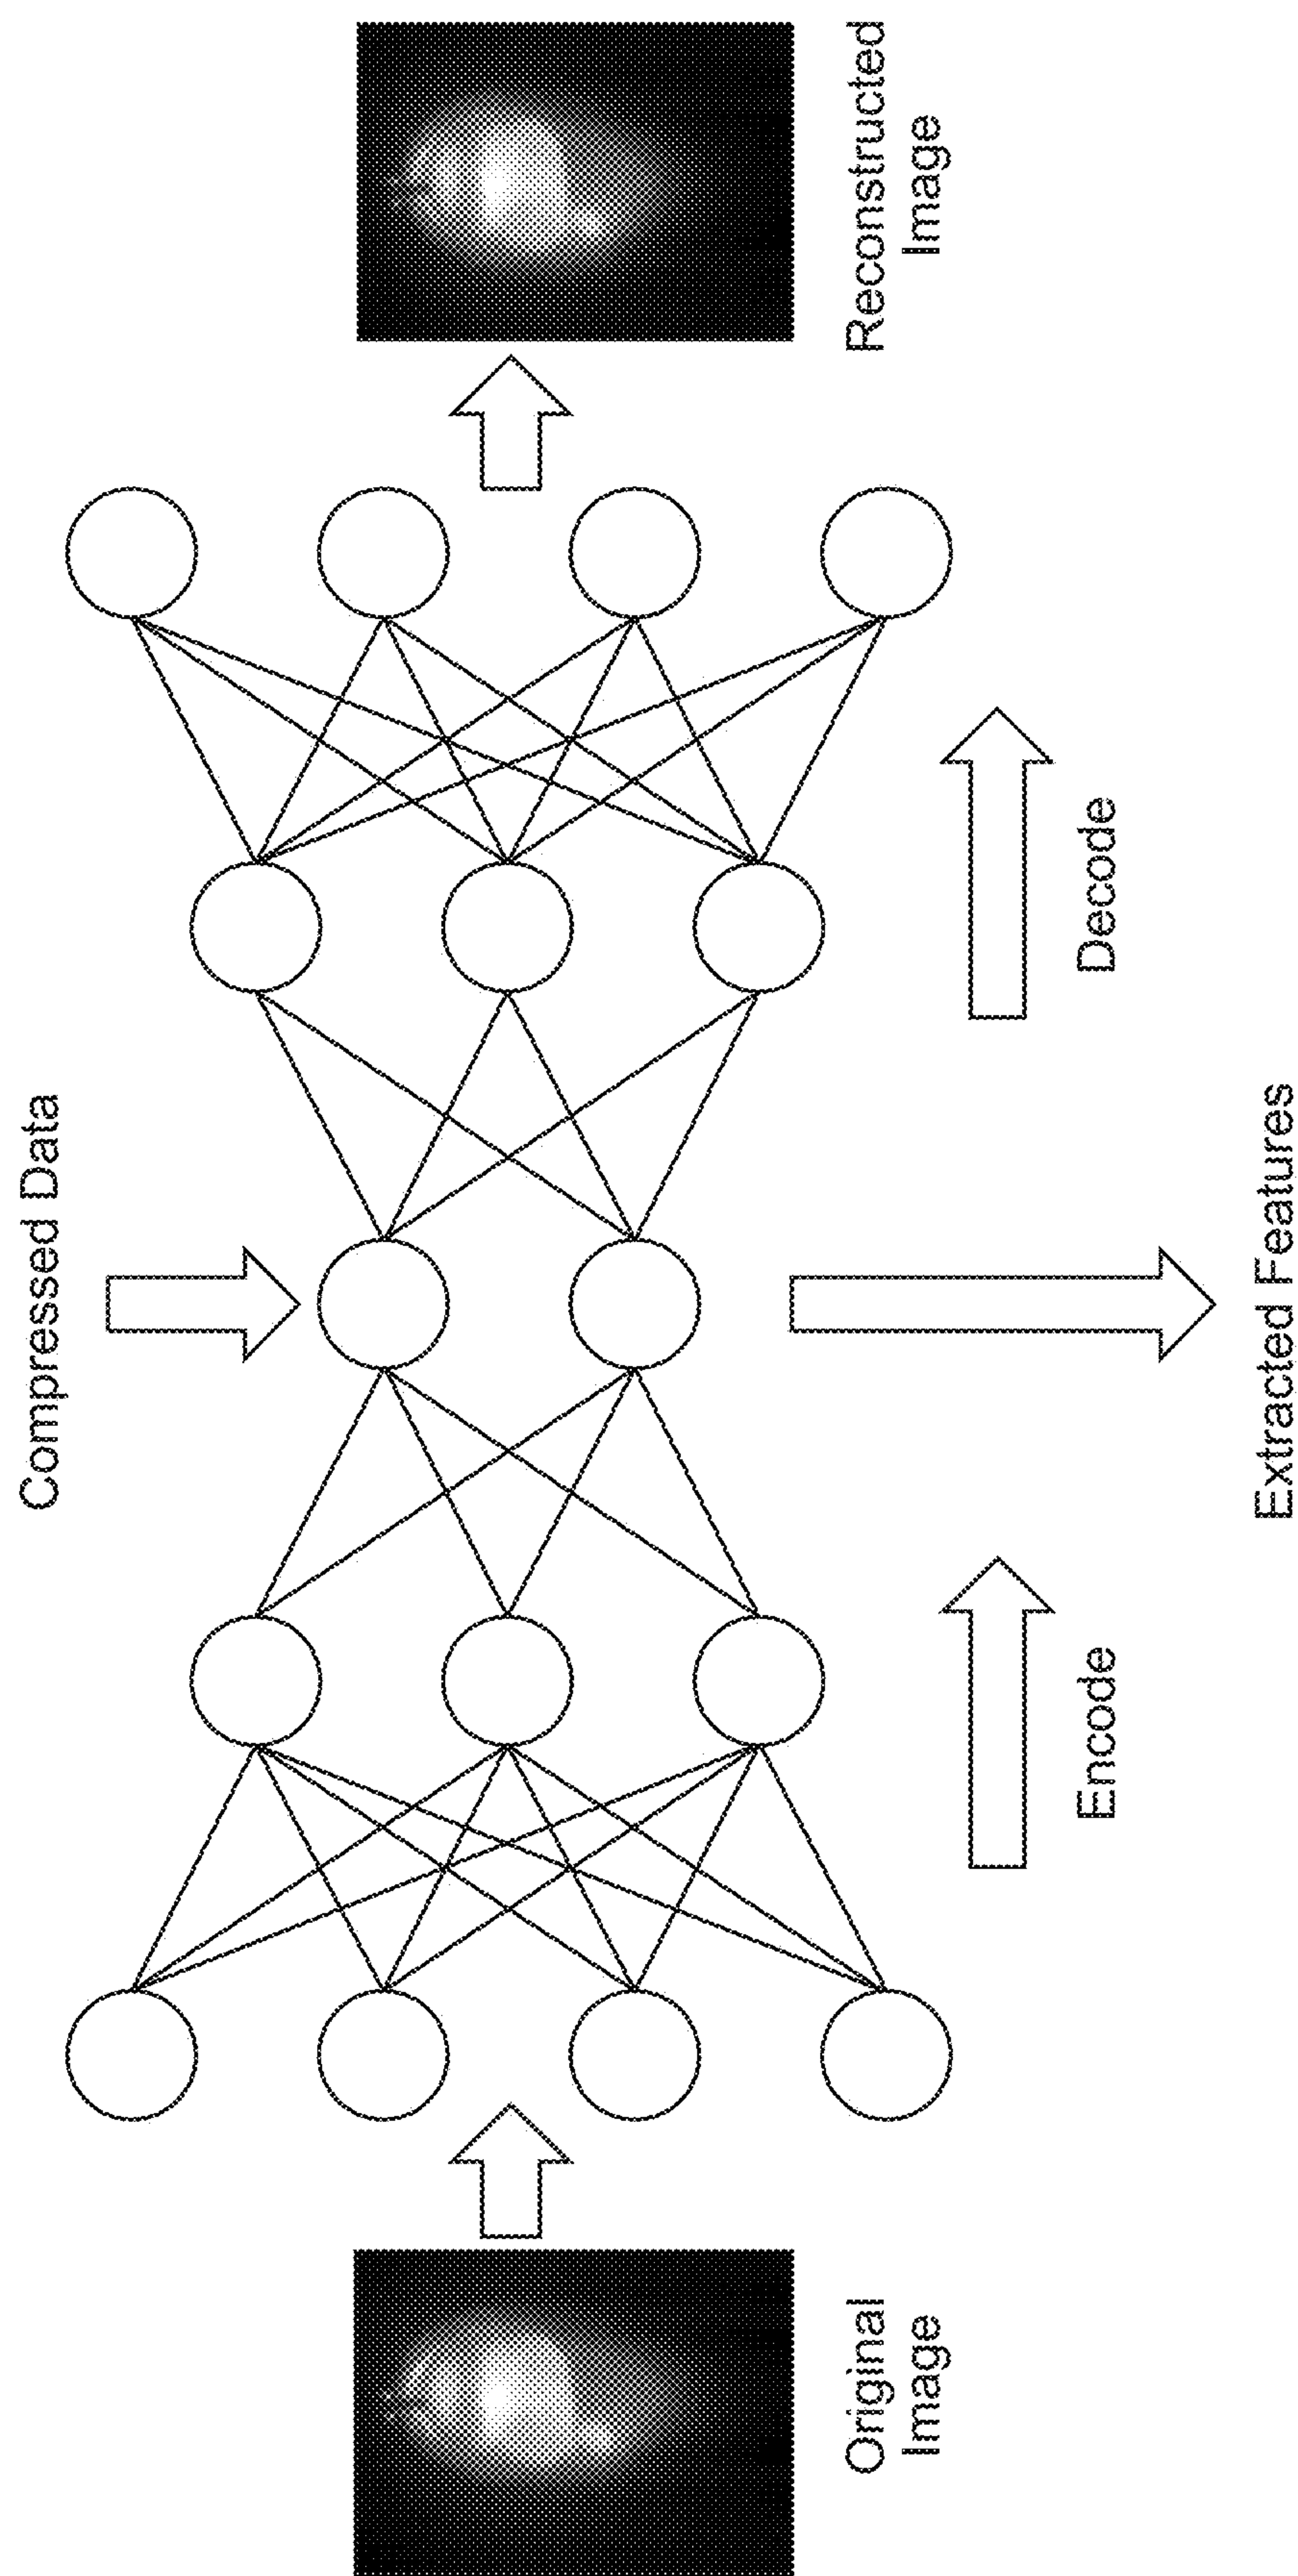 Compressed Data
Original
Image
Reconstructed
Image
Encode
Decode
Extracted Features